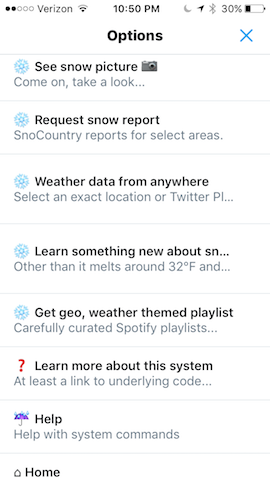 Verizon 10:50 PM 30%
Options
See snow picture
Come on, take a look...
Request snow report
SnoCountry reports for select areas.
Weather data from anywhere
Select an exact location or Twitter Pl...
Learn something new about sn...
Other than it melts around 32°F and...
Get geo, weather themed playlist
Carefully curated Spotify playlists...
Learn more about this system
At least a link to underlying code...
Help
Help with system commands
Home